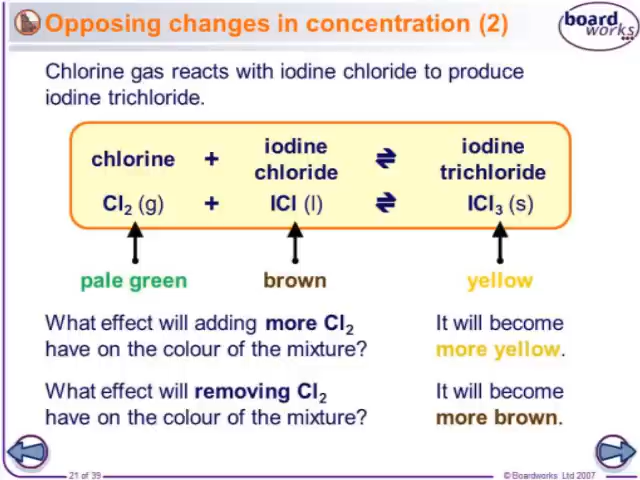 Opposing changes in concentration (2)
board
works
Chlorine gas reacts with iodine chloride to produce
iodine trichloride.
chlorine + iodine chloride ⇌ iodine trichloride
Cl₂ (g) + ICl (l) ⇌ ICl₃ (s)
pale green brown yellow
What effect will adding more Cl₂ It will become
have on the colour of the mixture? more yellow.
What effect will removing Cl₂ It will become
have on the colour of the mixture? more brown.
21 of 39 © Boardworks Ltd 2007